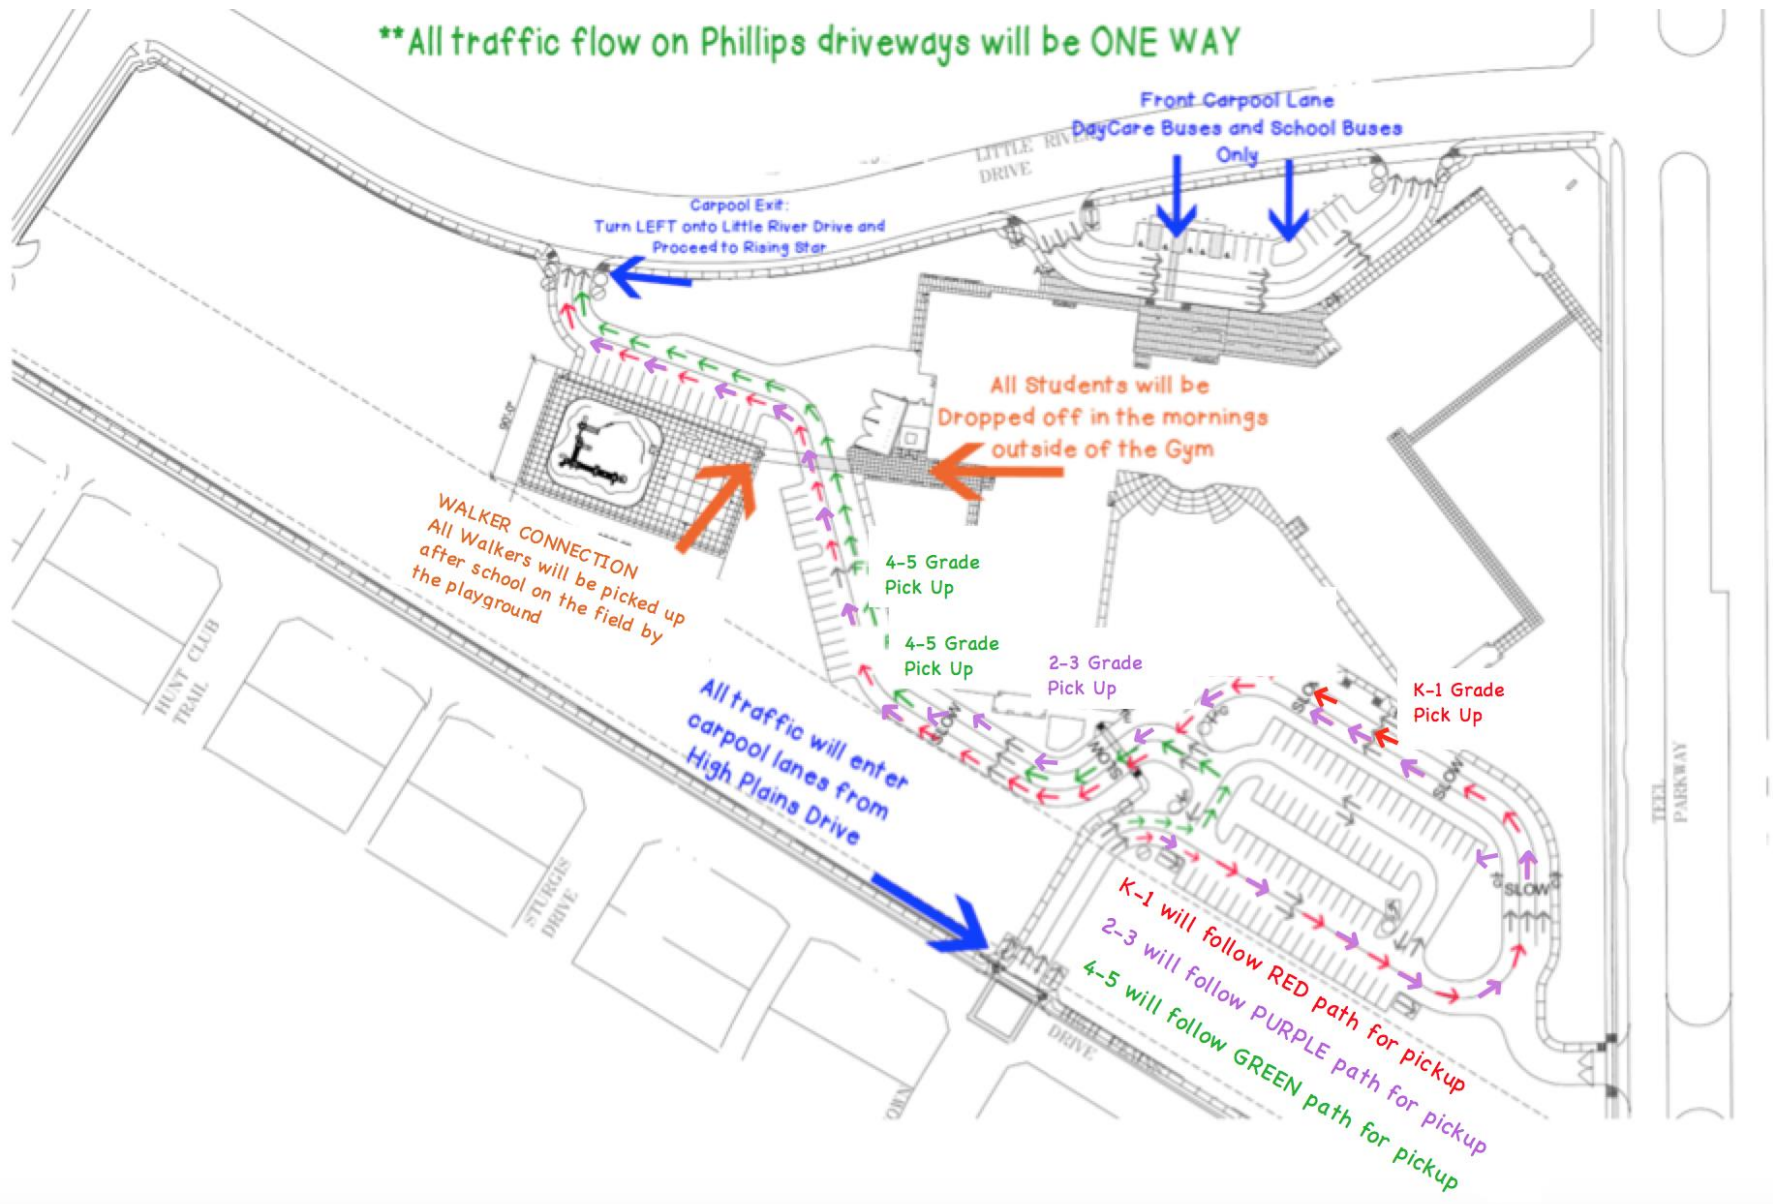 **All traffic flow on Phillips driveways will be ONE WAY
Front Carpool Lane
DayCare Buses and School Buses
Only
LITTLE RIVER
DRIVE
Carpool Exit:
Turn LEFT onto Little River Drive and
Proceed to Rising Star
All Students will be
Dropped off in the mornings
outside of the Gym
WALKER CONNECTION
All Walkers will be picked up
after school on the field by
the playground
4-5 Grade
Pick Up
4-5 Grade
Pick Up
2-3 Grade
Pick Up
K-1 Grade
Pick Up
All traffic will enter
carpool lanes from
High Plains Drive
SLOW
SLOW
SLOW
SLOW
HUNT CLUB
TRAIL
STURGIS
DRIVE
TEEL
PARKWAY
HIGH PLAINS
DRIVE
K-1 will follow RED path for pickup
2-3 will follow PURPLE path for pickup
4-5 will follow GREEN path for pickup